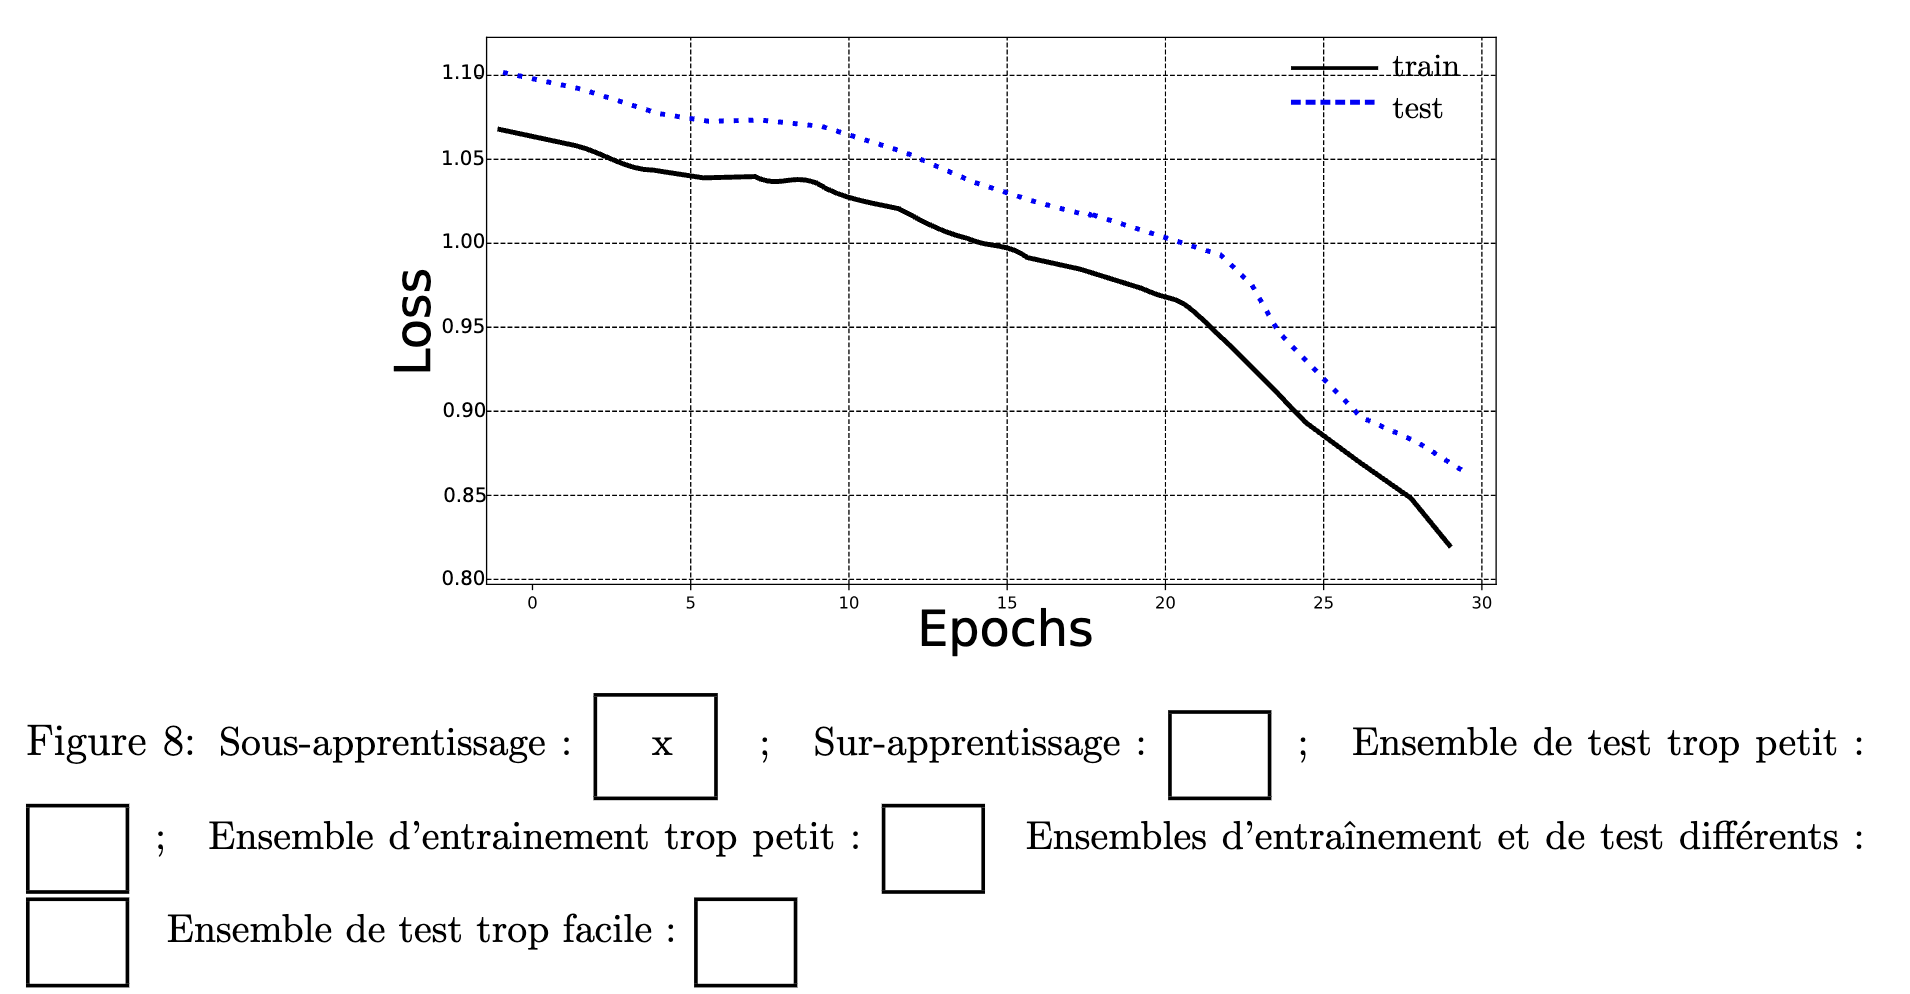 1.10
1.05
1.00
0.95
0.90
0.85
0.80
Loss
train
test
0 5 10 15 20 25 30
Epochs
Figure 8: Sous-apprentissage : x ; Sur-apprentissage : ; Ensemble de test trop petit :
; Ensemble d'entrainement trop petit : Ensembles d'entraînement et de test différents :
Ensemble de test trop facile :